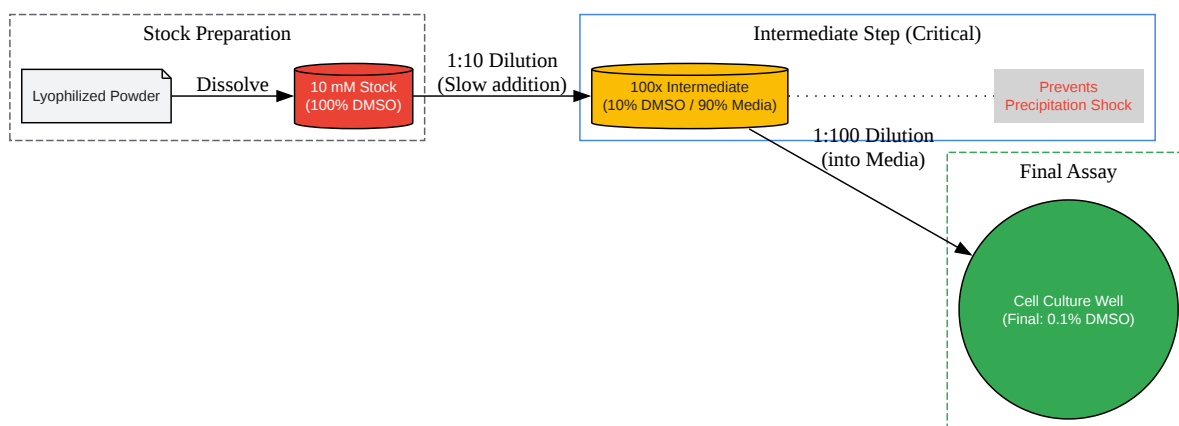 Stock Preparation
Lyophilized Powder
Dissolve
10 mM Stock
(100% DMSO)
1:10 Dilution
(Slow addition)
Intermediate Step (Critical)
100x Intermediate
(10% DMSO / 90% Media)
Prevents
Precipitation Shock
1:100 Dilution
(into Media)
Final Assay
Cell Culture Well
(Final: 0.1% DMSO)